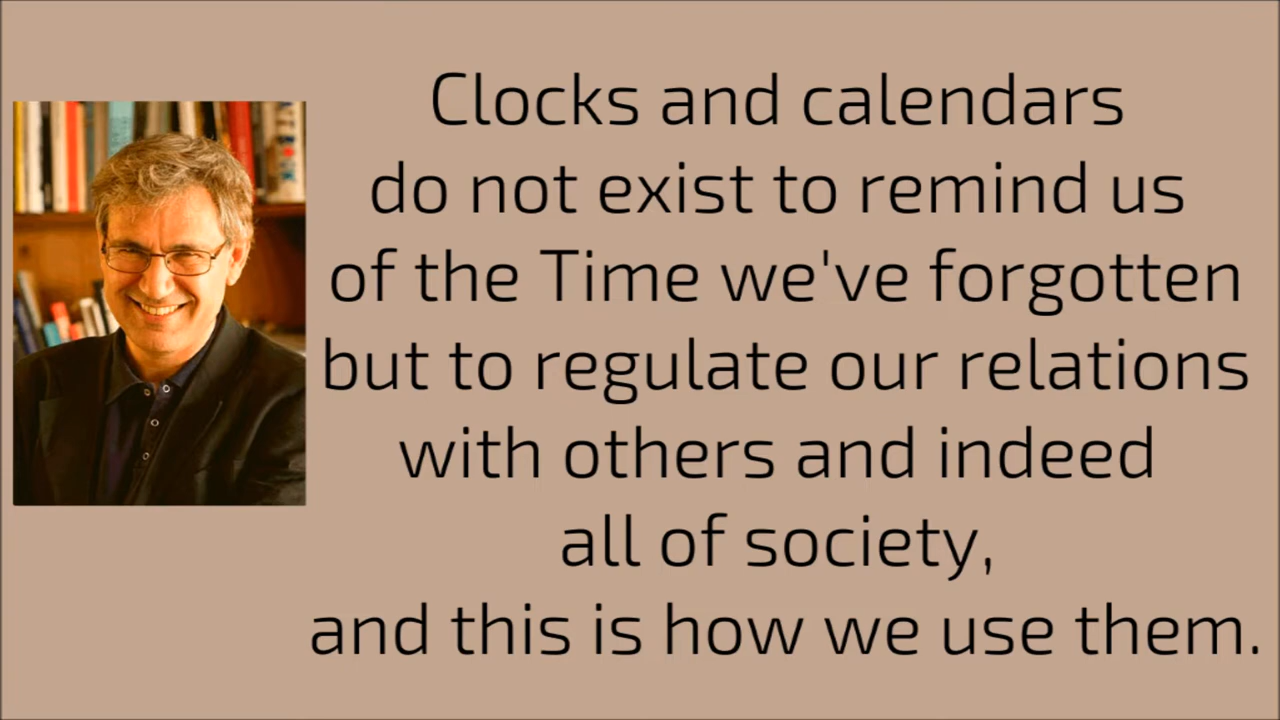 Clocks and calendars
do not exist to remind us
of the Time we've forgotten
but to regulate our relations
with others and indeed
all of society,
and this is how we use them.